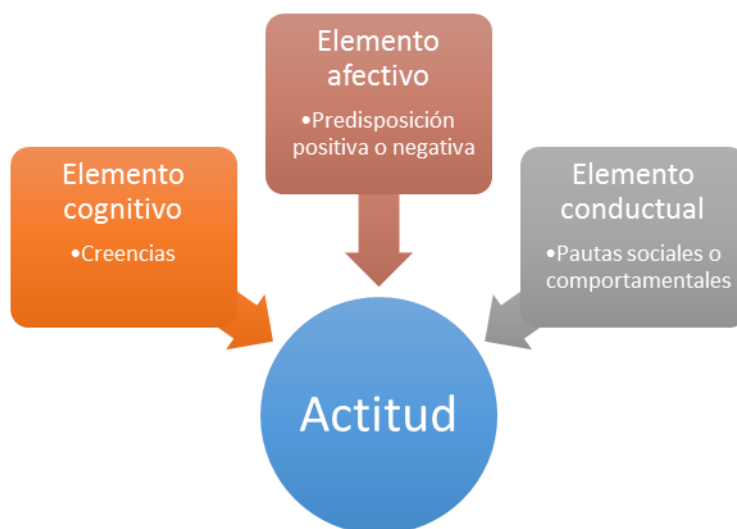 Elemento
cognitivo
•Creencias
Elemento
afectivo
•Predisposición
positiva o negativa
Elemento
conductual
•Pautas sociales o
comportamentales
Actitud